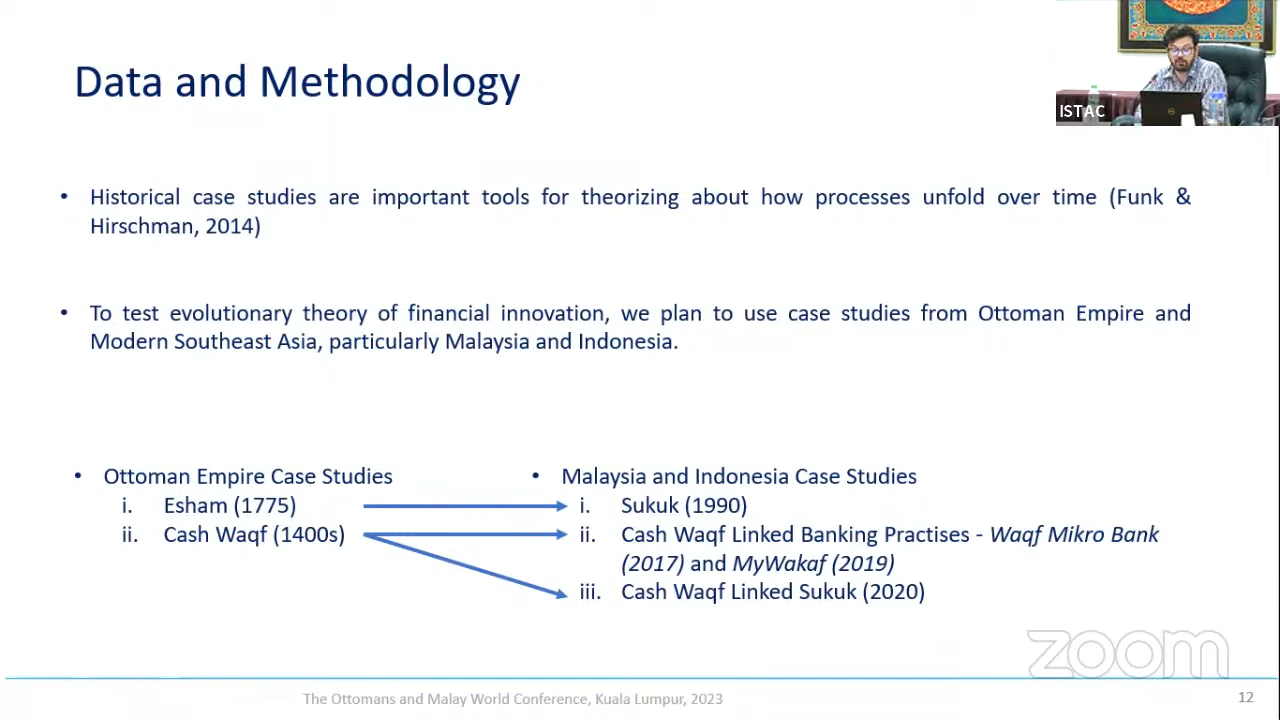 Data and Methodology
ISTAC
• Historical case studies are important tools for theorizing about how processes unfold over time (Funk &
Hirschman, 2014)
• To test evolutionary theory of financial innovation, we plan to use case studies from Ottoman Empire and
Modern Southeast Asia, particularly Malaysia and Indonesia.
• Ottoman Empire Case Studies
i. Esham (1775)
ii. Cash Waqf (1400s)
• Malaysia and Indonesia Case Studies
i. Sukuk (1990)
ii. Cash Waqf Linked Banking Practises - Waqf Mikro Bank
(2017) and MyWakaf (2019)
iii. Cash Waqf Linked Sukuk (2020)
zoom
The Ottomans and Malay World Conference, Kuala Lumpur, 2023
12